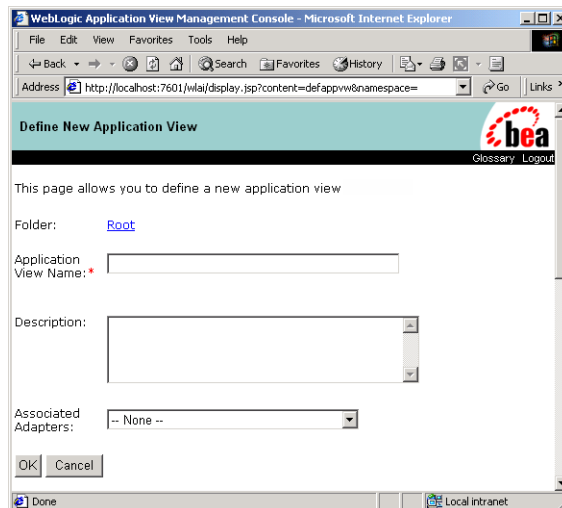 WebLogic Application View Management Console - Microsoft Internet Explorer
File Edit View Favorites Tools Help
Back Search Favorites History
Address http://localhost:7601/wlai/display.jsp?content=defappvw&namespace= Go Links
Define New Application View
bea
Glossary Logout
This page allows you to define a new application view
Folder: Root
Application
View Name:*
Description:
Associated
Adapters:
-- None --
OK Cancel
Done Local intranet